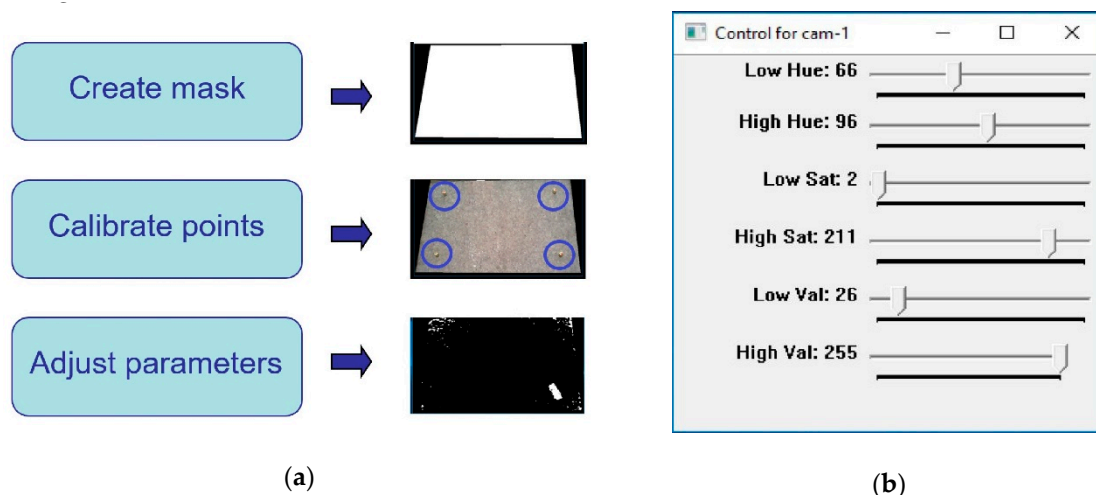 Create mask
Calibrate points
Adjust parameters
(a)
Control for cam-1
Low Hue: 66
High Hue: 96
Low Sat: 2
High Sat: 211
Low Val: 26
High Val: 255
(b)